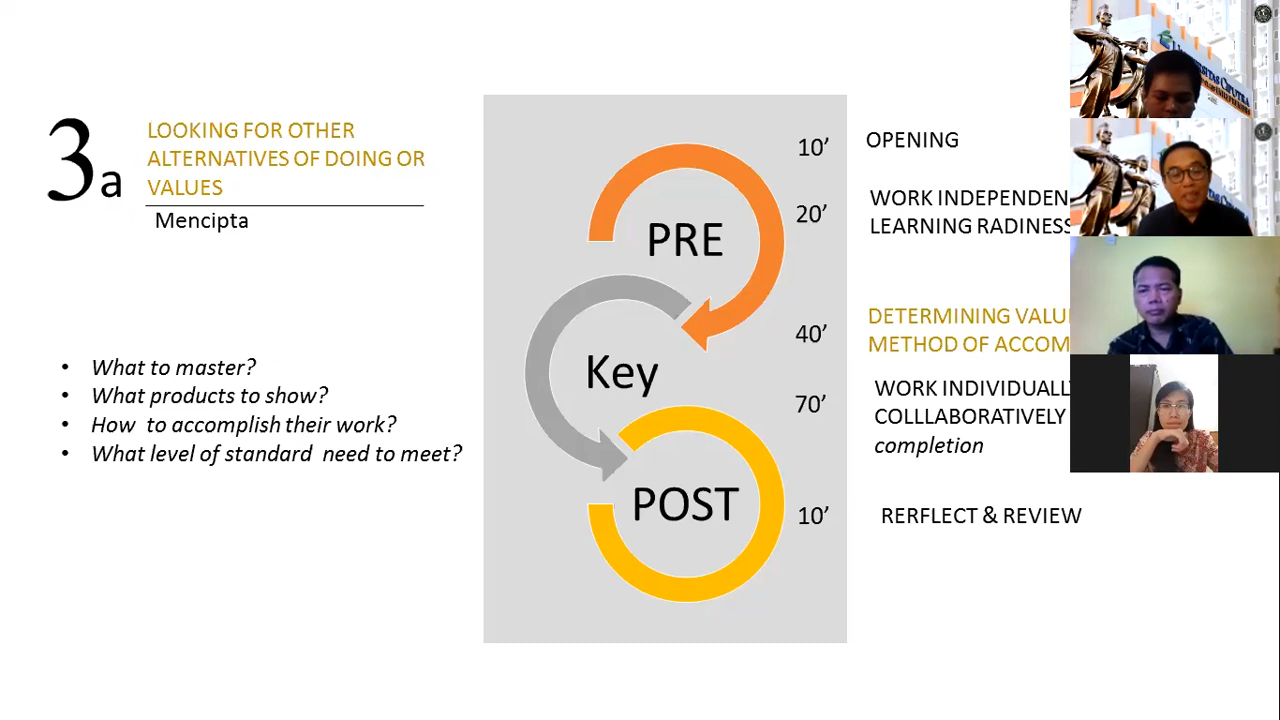 3a
LOOKING FOR OTHER
ALTERNATIVES OF DOING OR
VALUES
Mencipta
• What to master?
• What products to show?
• How to accomplish their work?
• What level of standard need to meet?
PRE
Key
POST
10’ OPENING
20’ WORK INDEPENDEN
LEARNING RADINESS
40’ DETERMINING VALU
METHOD OF ACCOM
70’ WORK INDIVIDUALL
COLLLABORATIVELY
completion
10’ RERFLECT & REVIEW